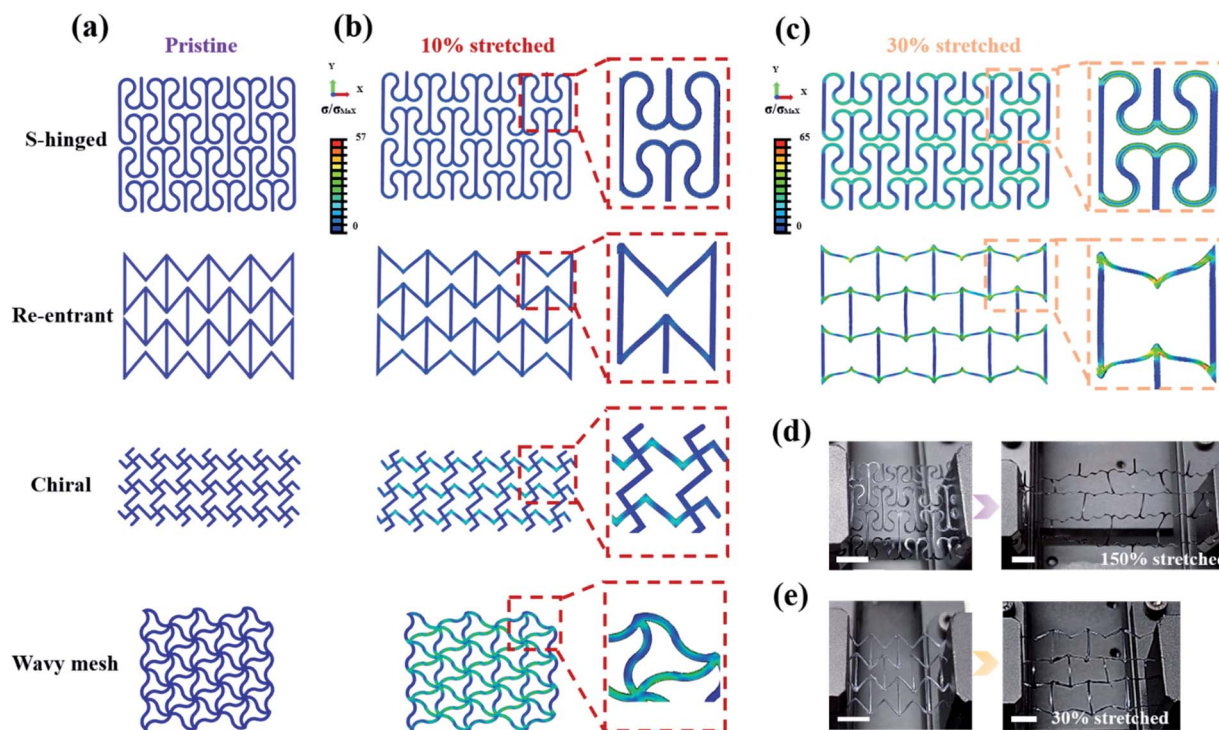 (a)
Pristine
(b)
10% stretched
(c)
30% stretched
S-hinged
Y
X
σ/σMaX
57
0
Y
X
σ/σMaX
65
0
Re-entrant
Chiral
(d)
150% stretched
Wavy mesh
(e)
30% stretched